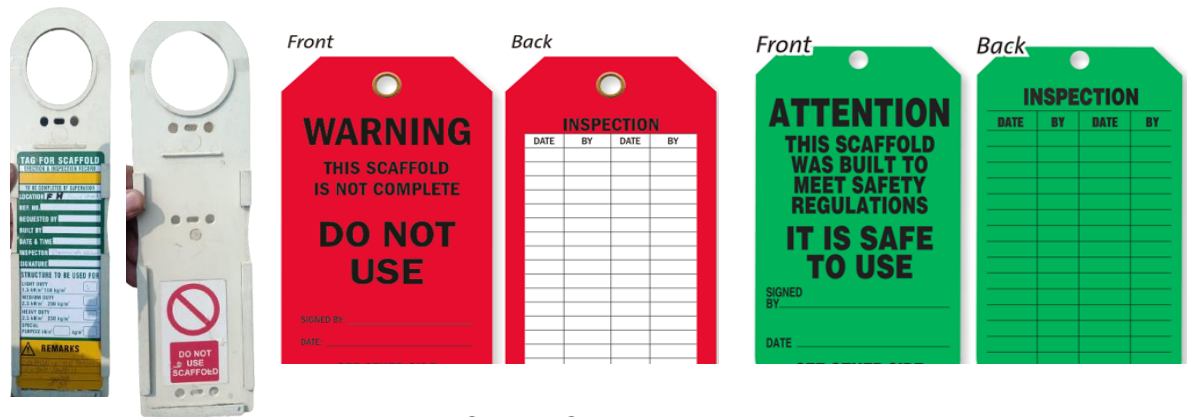 TAG FOR SCAFFOLD
ERECTION & INSPECTION RECORD
TO BE COMPLETED BY SUPERVISION
LOCATION
REF. NO.
REQUESTED BY
BUILT BY
DATE & TIME
INSPECTOR
SIGNATURE
STRUCTURE TO BE USED FOR
LIGHT DUTY
MEDIUM DUTY
HEAVY DUTY
SPECIAL
PURPOSE
REMARKS
DO NOT
USE
SCAFFOLD
Front
WARNING
THIS SCAFFOLD
IS NOT COMPLETE
DO NOT
USE
SIGNED BY:
DATE:
Back
INSPECTION
DATE BY DATE BY
Front
ATTENTION
THIS SCAFFOLD
WAS BUILT TO
MEET SAFETY
REGULATIONS
IT IS SAFE
TO USE
SIGNED
BY
DATE
Back
INSPECTION
DATE BY DATE BY